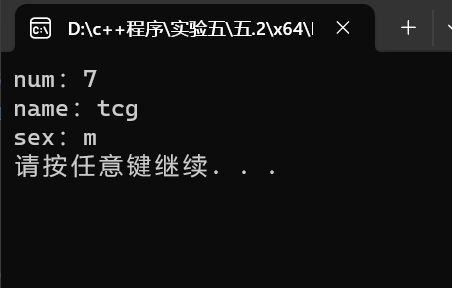 D:\c++程序\实验五\五.2\x64\
num：7
name：tcg
sex：m
请按任意键继续. . .